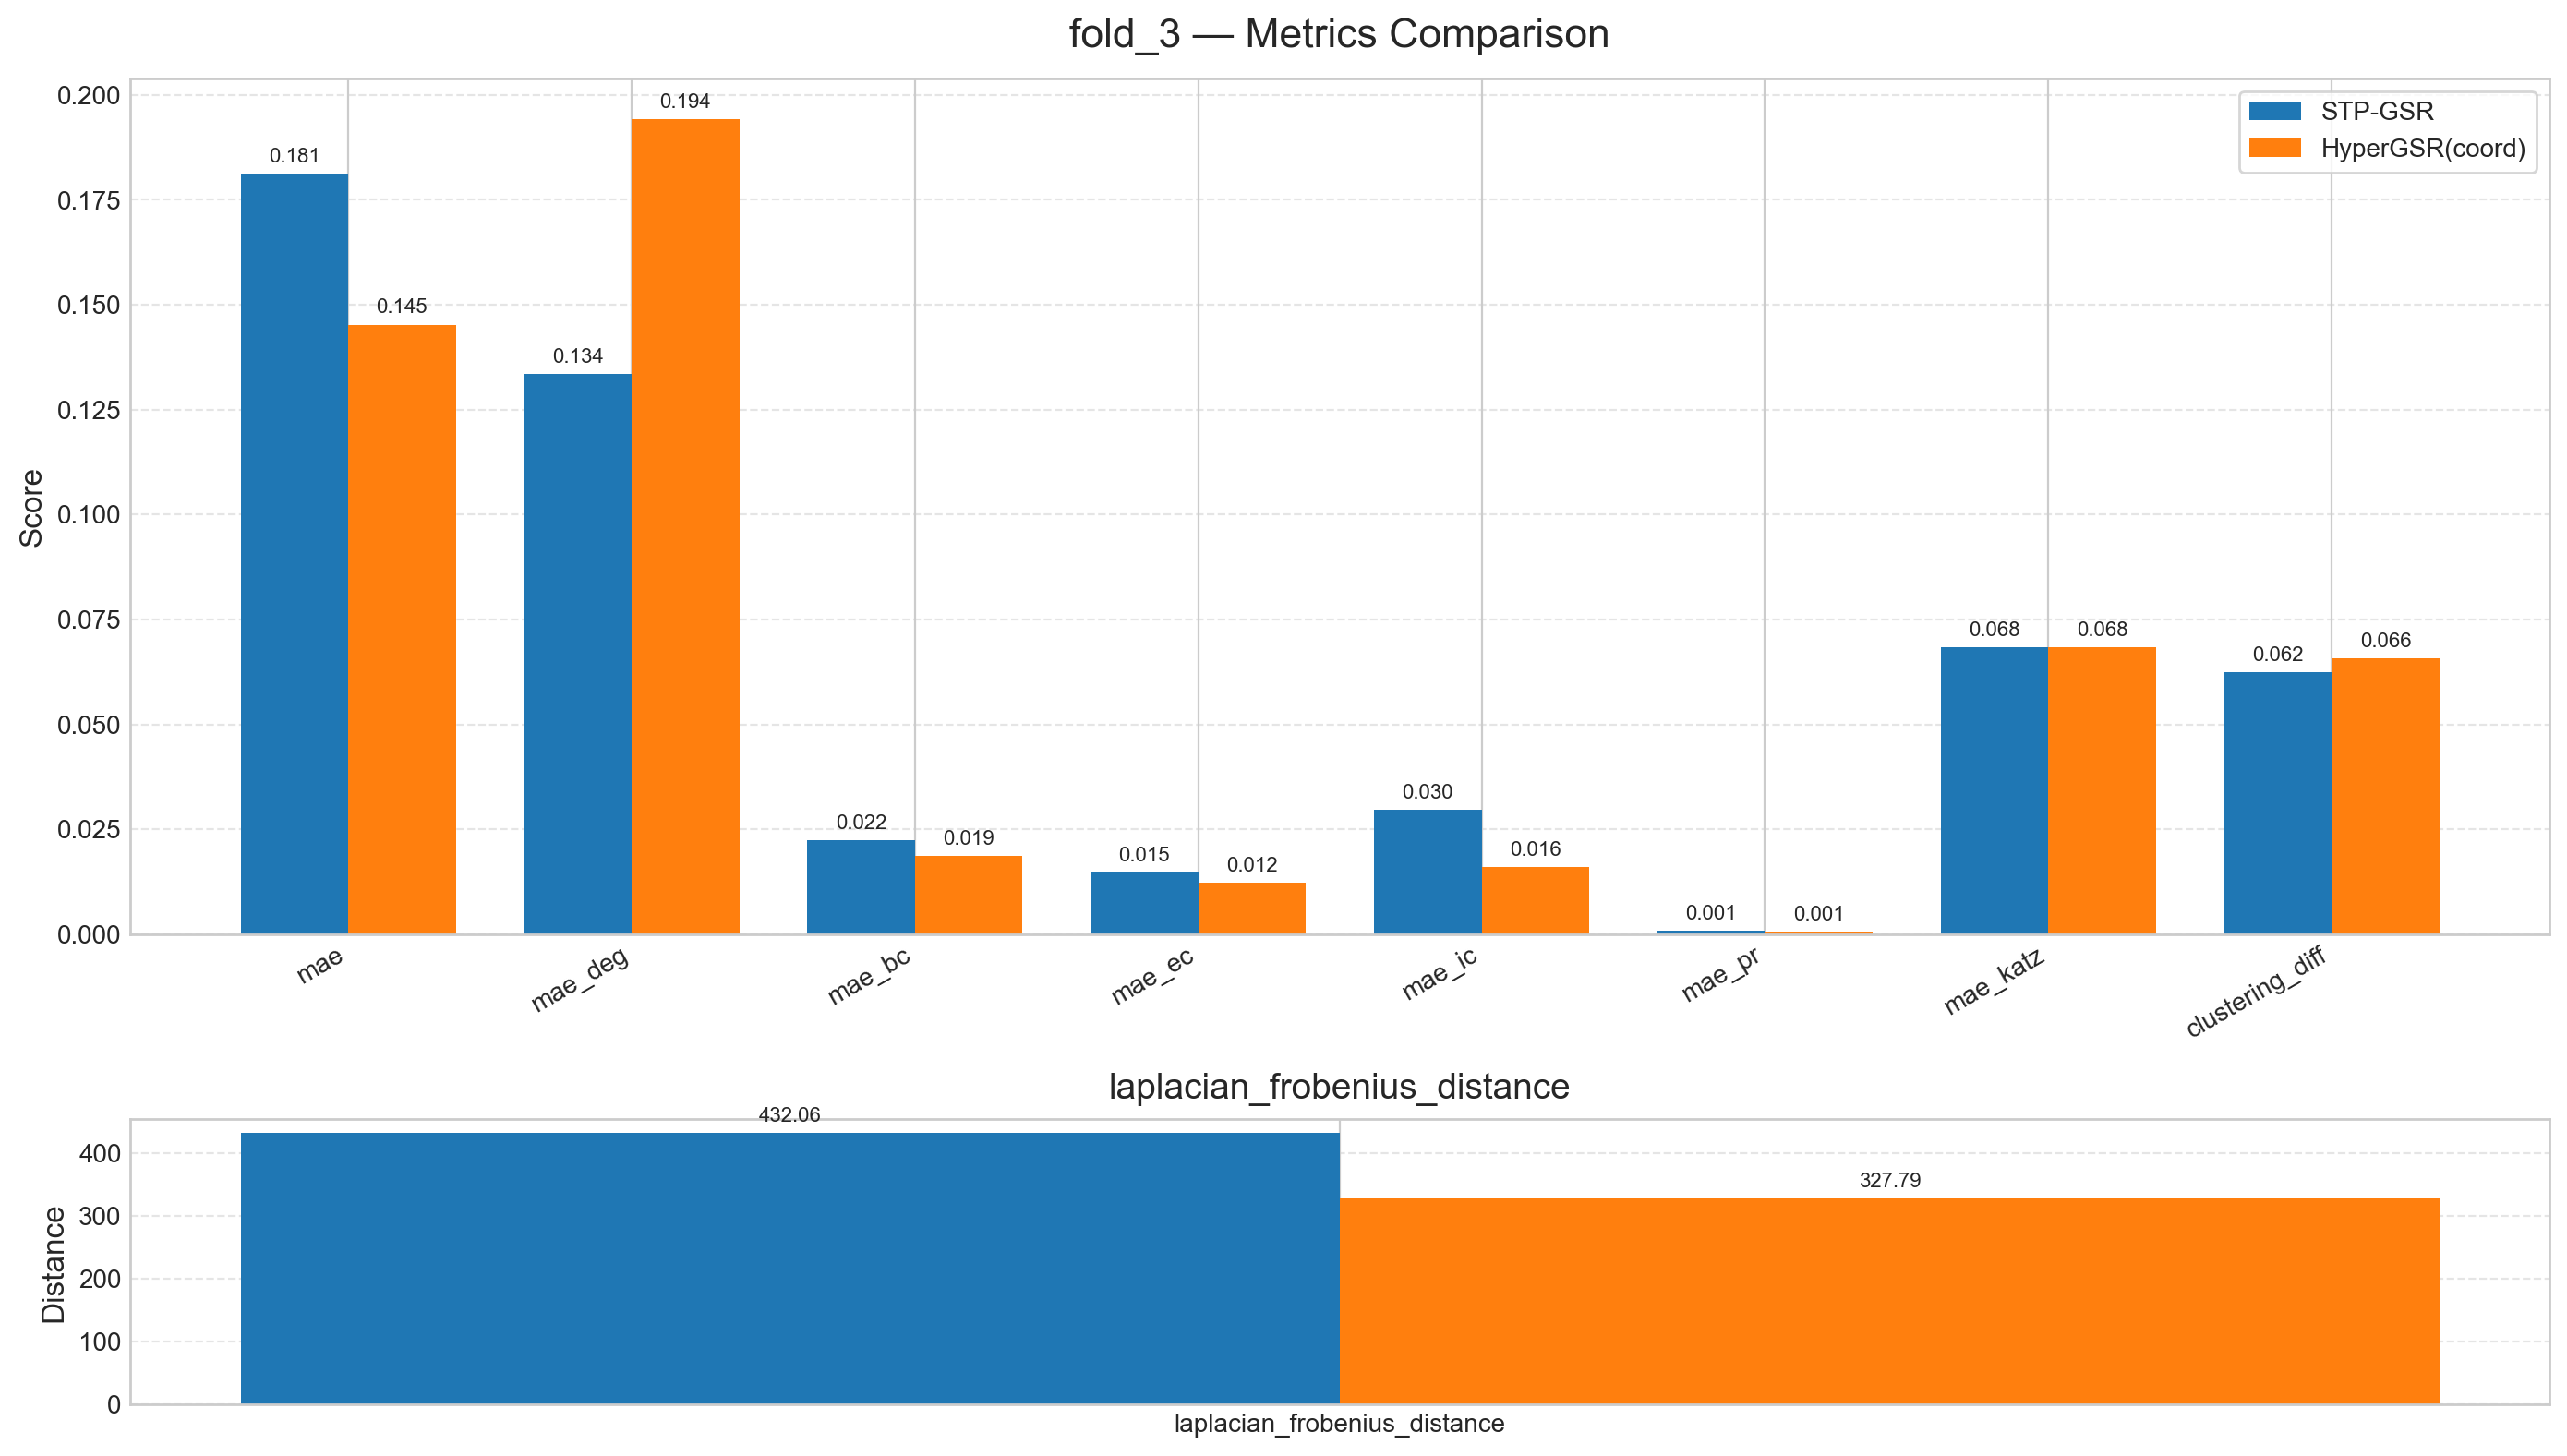 fold_3 — Metrics Comparison
Score
0.200
0.175
0.150
0.125
0.100
0.075
0.050
0.025
0.000
STP-GSR
HyperGSR(coord)
0.181
0.145
0.134
0.194
0.022
0.019
0.015
0.012
0.030
0.016
0.001
0.001
0.068
0.068
0.062
0.066
mae
mae_deg
mae_bc
mae_ec
mae_ic
mae_pr
mae_katz
clustering_diff
laplacian_frobenius_distance
Distance
400
300
200
100
0
432.06
327.79
laplacian_frobenius_distance